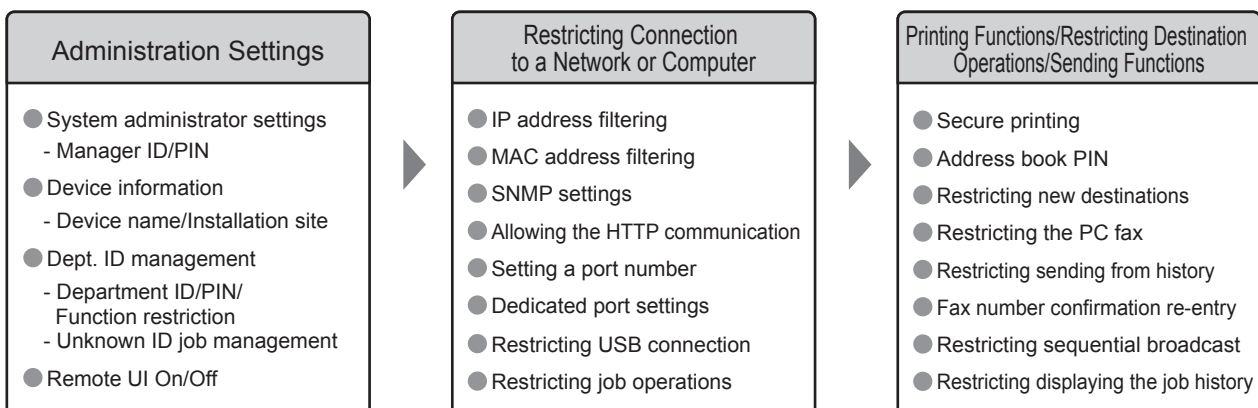 Administration Settings
● System administrator settings
- Manager ID/PIN
● Device information
- Device name/Installation site
● Dept. ID management
- Department ID/PIN/
Function restriction
- Unknown ID job management
● Remote UI On/Off
Restricting Connection
to a Network or Computer
● IP address filtering
● MAC address filtering
● SNMP settings
● Allowing the HTTP communication
● Setting a port number
● Dedicated port settings
● Restricting USB connection
● Restricting job operations
Printing Functions/Restricting Destination
Operations/Sending Functions
● Secure printing
● Address book PIN
● Restricting new destinations
● Restricting the PC fax
● Restricting sending from history
● Fax number confirmation re-entry
● Restricting sequential broadcast
● Restricting displaying the job history